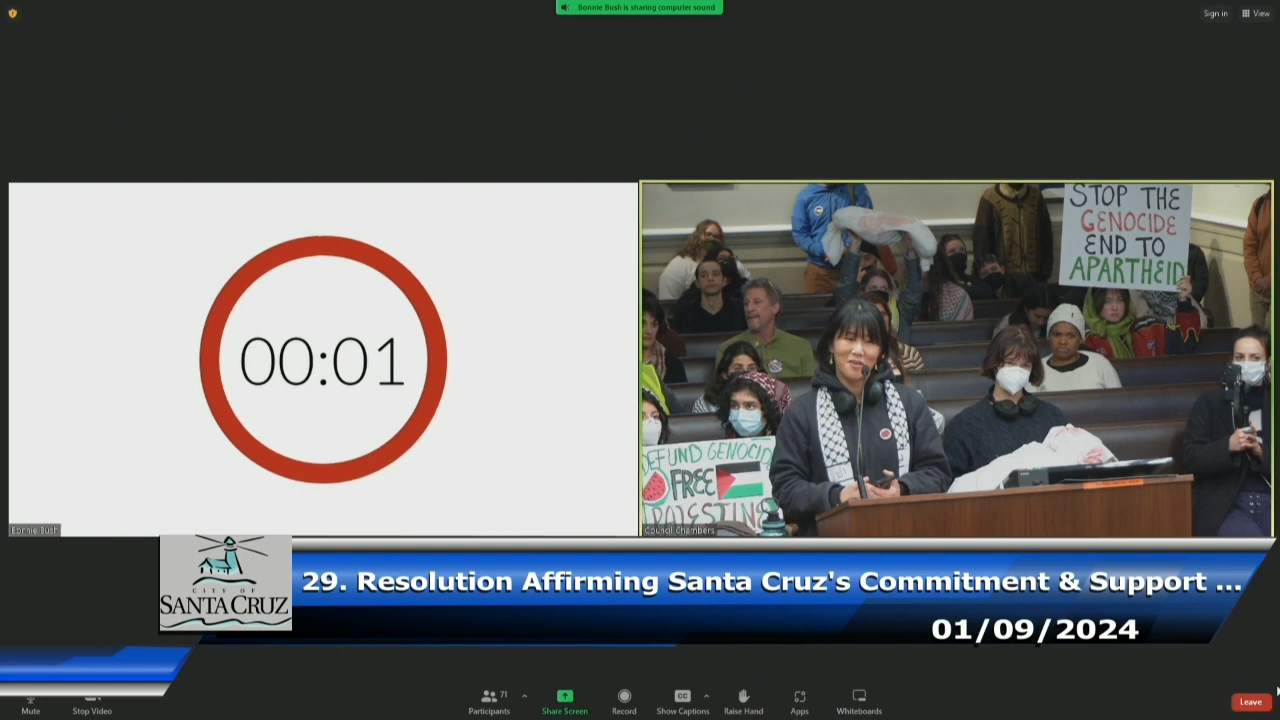 Bonnie Bush is sharing computer sound
Sign in
View
00:01
STOP THE
GENOCIDE
END TO
APARTHEID
DEFUND GENOCIDE
FREE
PALESTINE
Bonnie Bush
Council Chambers
CITY OF
SANTA CRUZ
29. Resolution Affirming Santa Cruz's Commitment & Support ...
01/09/2024
Mute
Stop Video
Participants
71
Share Screen
CC
Show Captions
Raise Hand
Record
Apps
Whiteboards
Leave